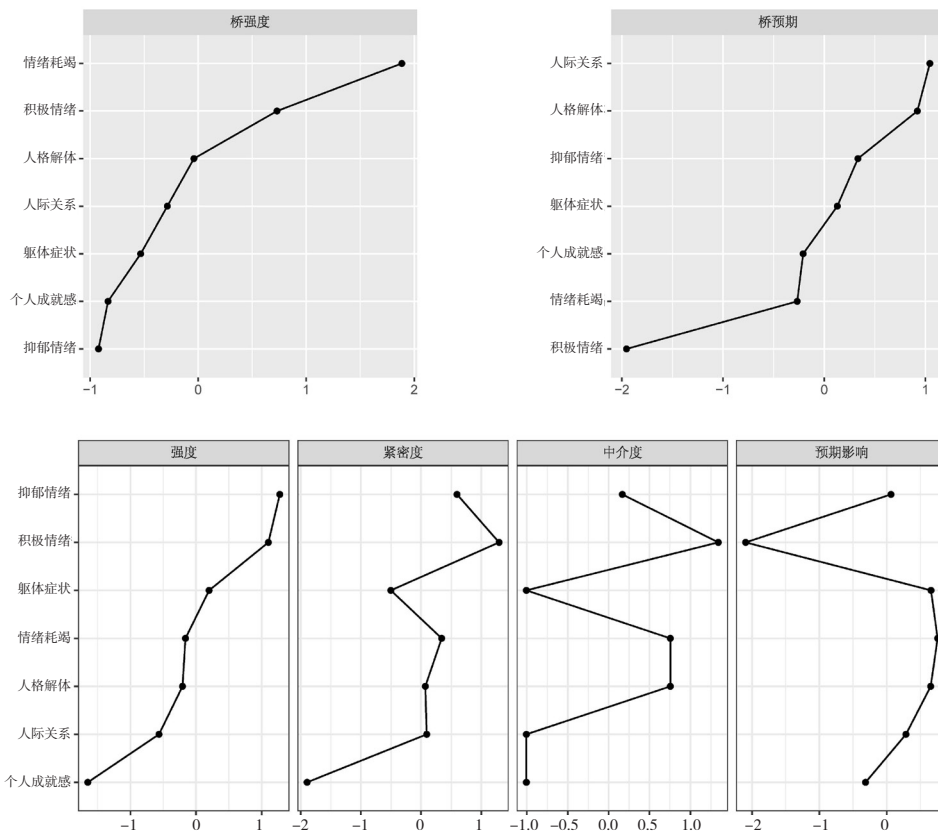 桥强度
情绪耗竭
积极情绪
人格解体
人际关系
躯体症状
个人成就感
抑郁情绪
−1 0 1 2
桥预期
人际关系
人格解体
抑郁情绪
躯体症状
个人成就感
情绪耗竭
积极情绪
−2 −1 0 1
强度 紧密度 中介度 预期影响
抑郁情绪
积极情绪
躯体症状
情绪耗竭
人格解体
人际关系
个人成就感
−1 0 1 −2 −1 0 1 −1.0 −0.5 0.0 0.5 1.0 −2 −1 0